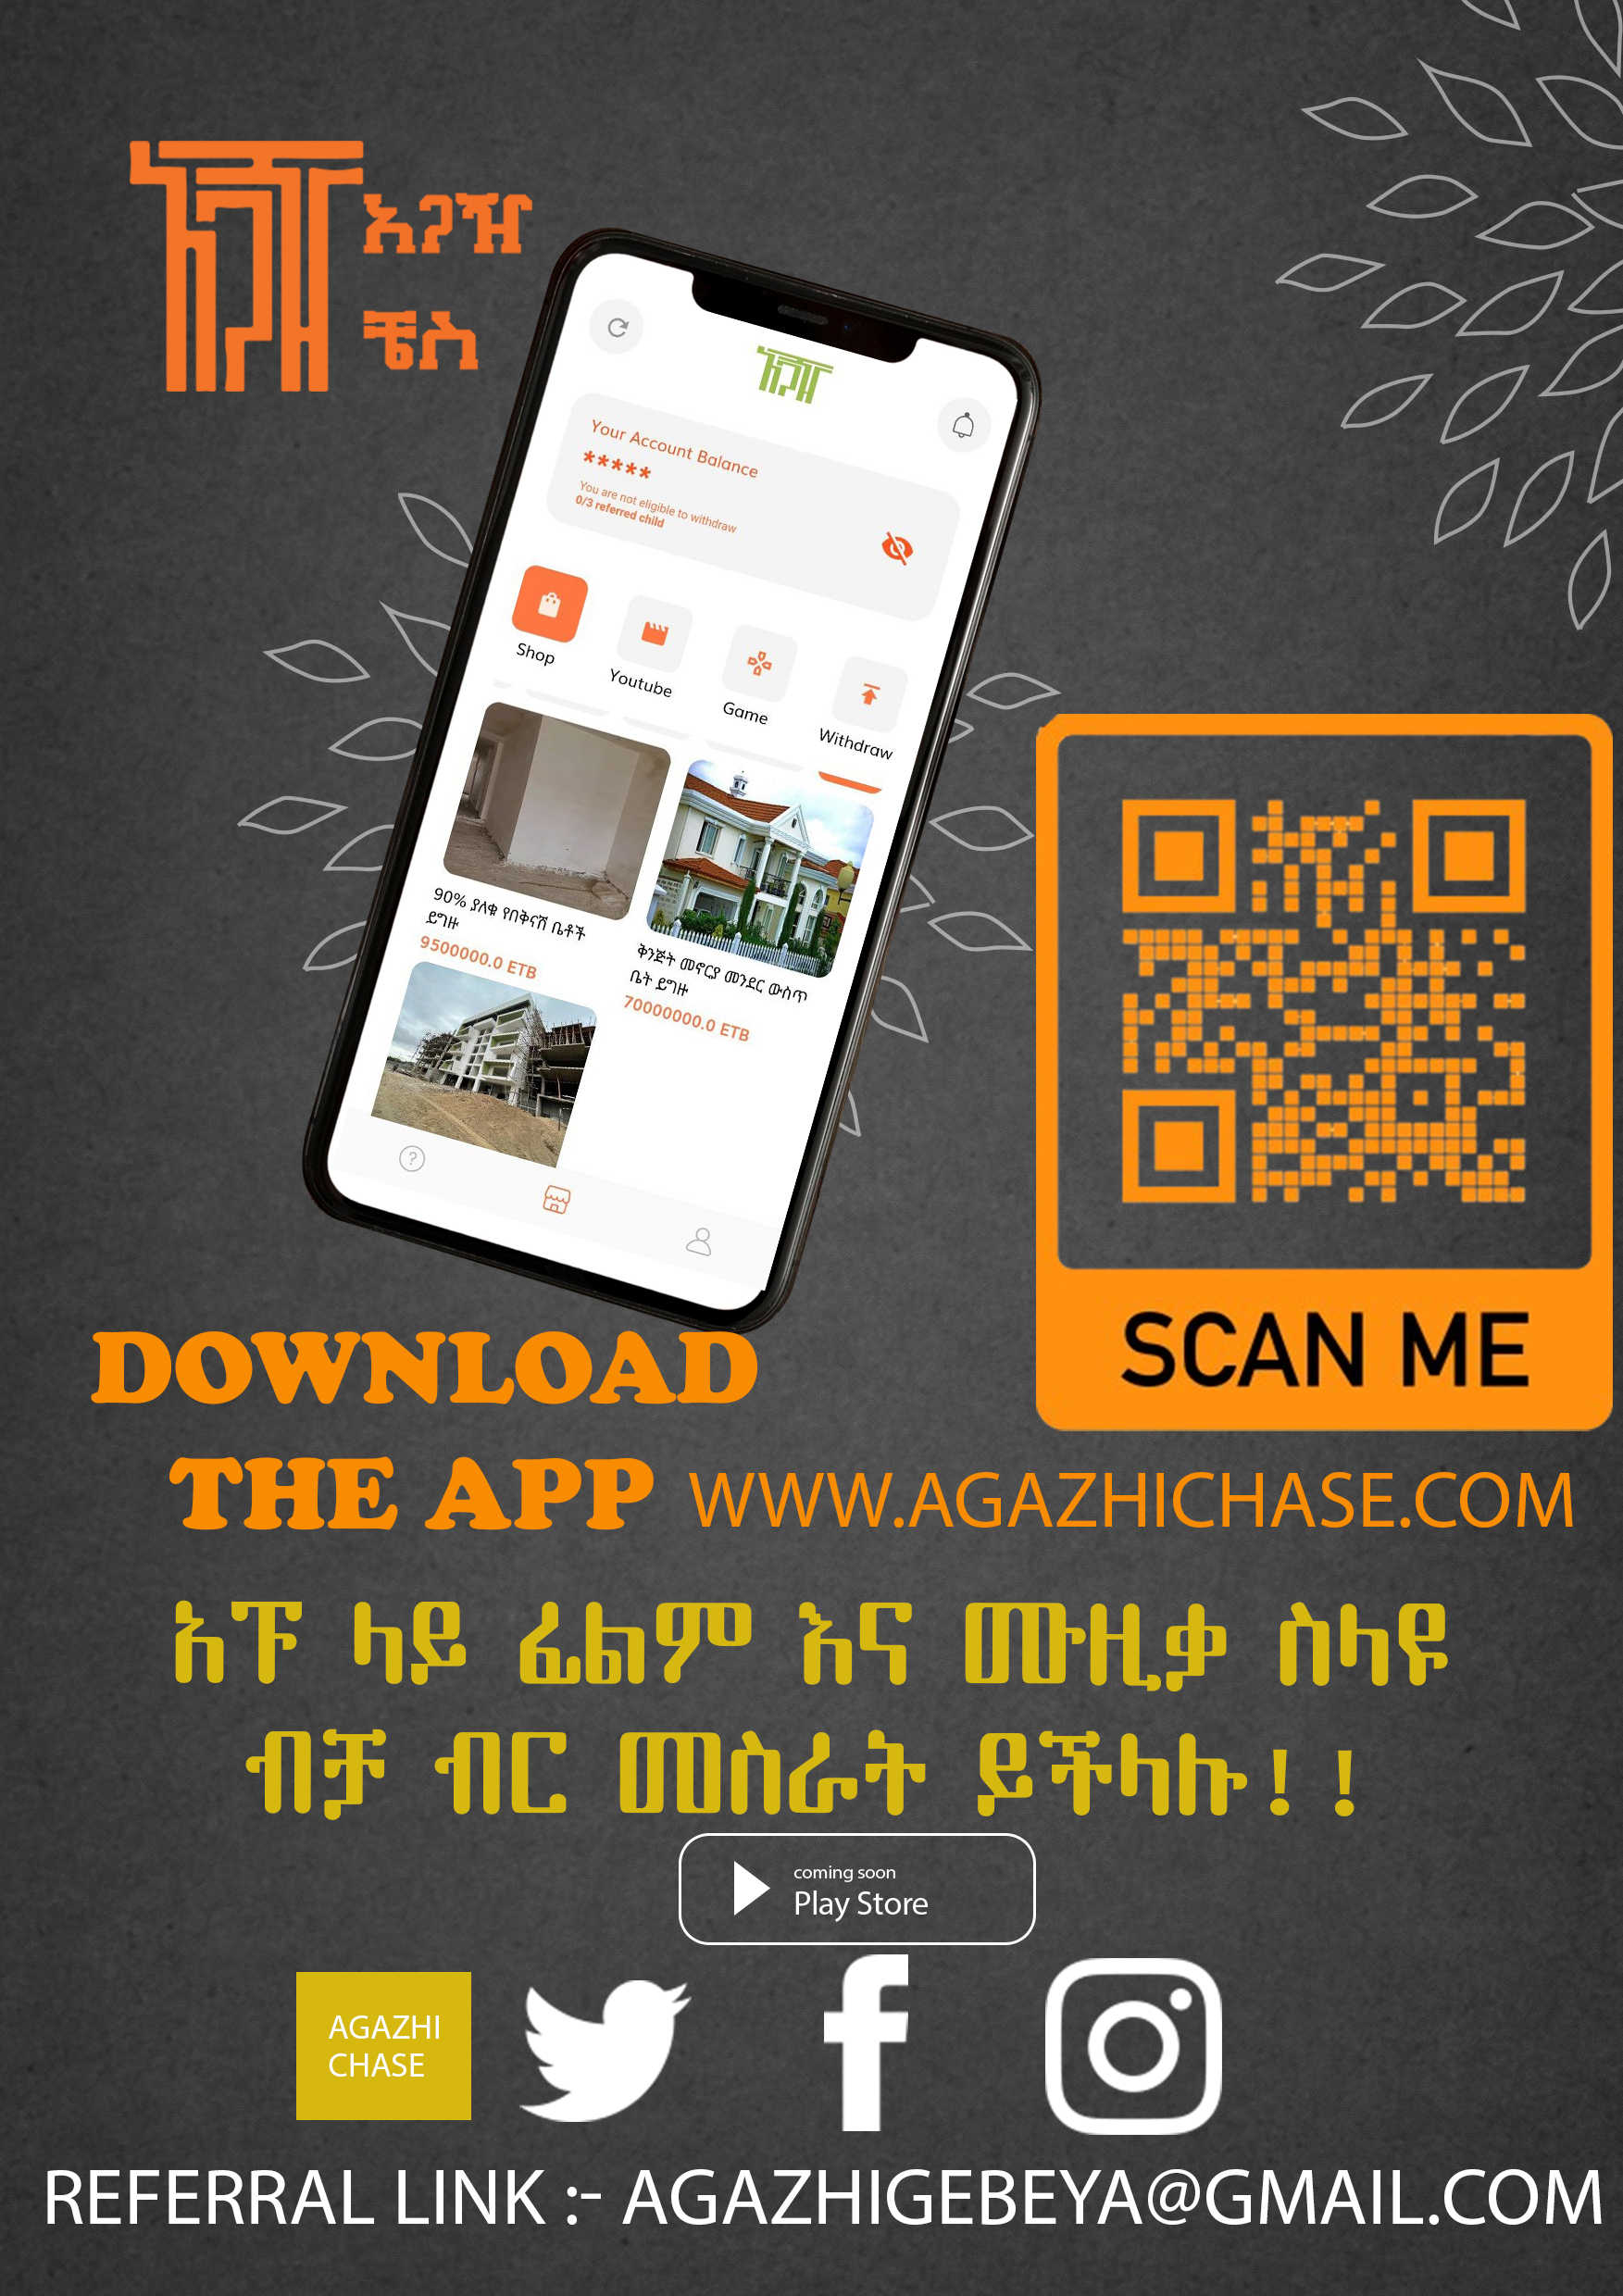 አጋዥ
ቼስ
Your Account Balance
*****
You are not eligible to withdraw
0/3 referred child
Shop
Youtube
Game
Withdraw
90% ያለቁ የበቅናሽ ቤቶች
ይግዙ
9500000.0 ETB
ቅንጅት መኖርያ መንደር ውስጥ
ቤት ይግዙ
70000000.0 ETB
SCAN ME
DOWNLOAD
THE APP
WWW.AGAZHICHASE.COM
አፑ ላይ ፊልም እና ሙዚቃ ስላዩ
ብቻ ብር መስራት ይችላሉ!!
coming soon
Play Store
AGAZHI
CHASE
REFERRAL LINK :- AGAZHIGEBEYA@GMAIL.COM